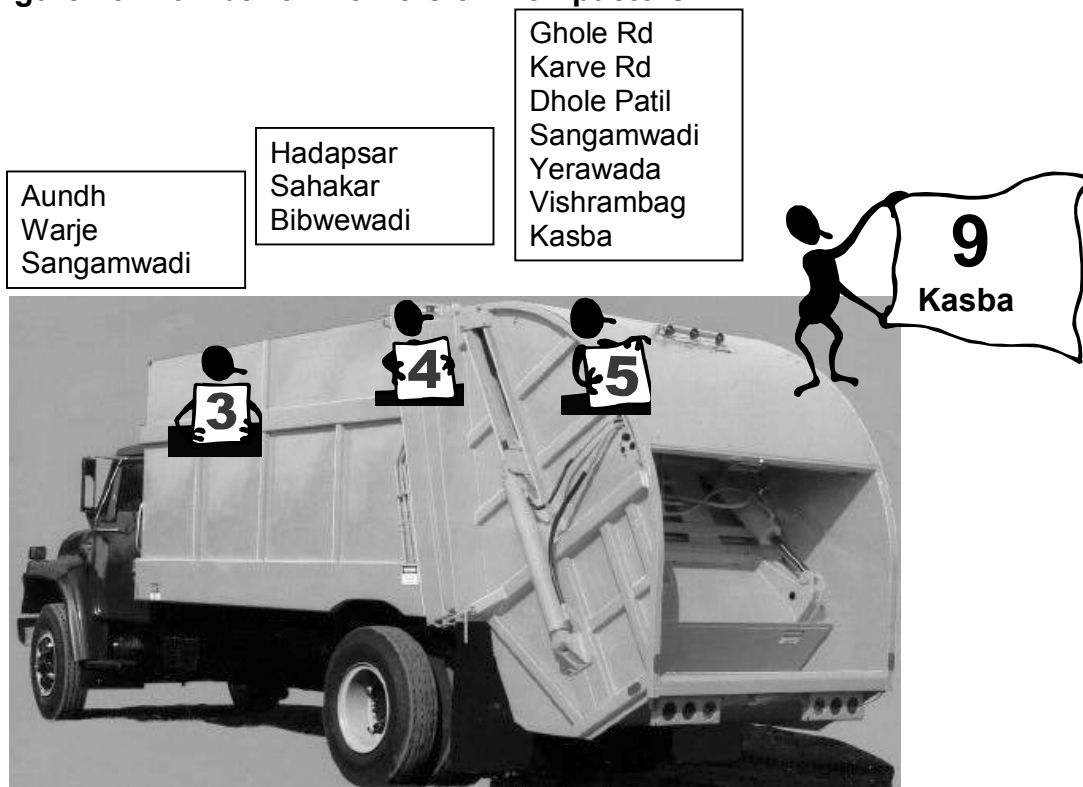 Ghole Rd
Karve Rd
Dhole Patil
Sangamwadi
Yerawada
Vishrambag
Kasba
Hadapsar
Sahakar
Bibwewadi
Aundh
Warje
Sangamwadi
9
Kasba
3
4
5